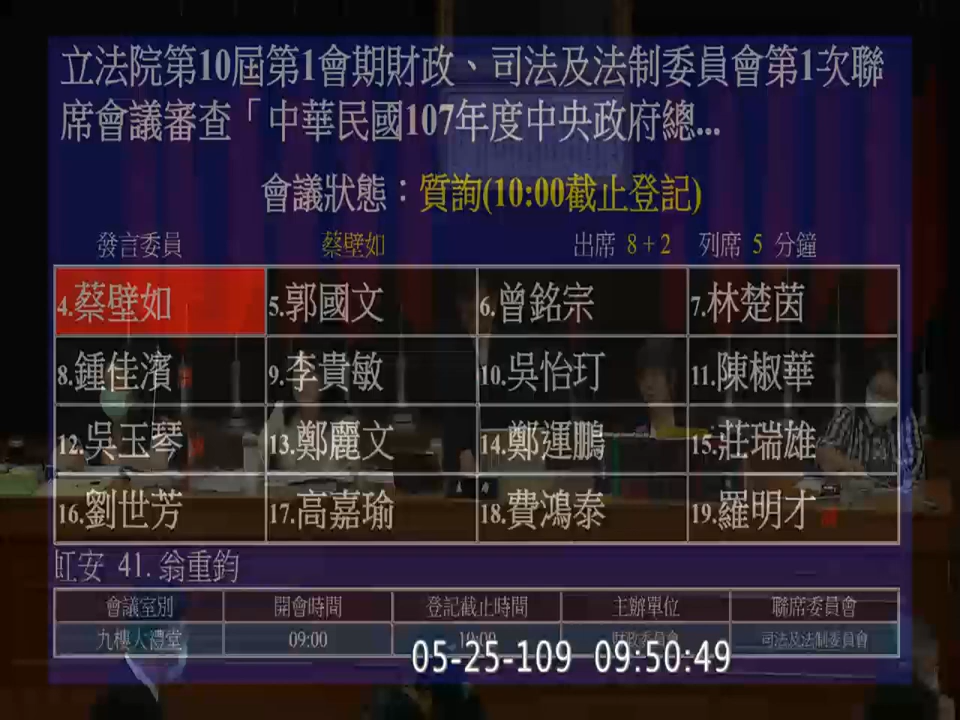 立法院第10屆第1會期財政、司法及法制委員會第1次聯
席會議審查「中華民國107年度中央政府總...
會議狀態：質詢(10:00截止登記)
發言委員 蔡壁如 出席 8+2 列席 5 分鐘
4.蔡壁如 5.郭國文 6.曾銘宗 7.林楚茵
8.鍾佳濱 9.李貴敏 10.吳怡玎 11.陳椒華
12.吳玉琴 13.鄭麗文 14.鄭運鵬 15.莊瑞雄
16.劉世芳 17.高嘉瑜 18.費鴻泰 19.羅明才
虹安 41. 翁重鈞
會議室別 開會時間 登記截止時間 主辦單位 聯席委員會
九樓大禮堂 09:00 10:00 財政委員會 司法及法制委員會
05-25-109 09:50:49